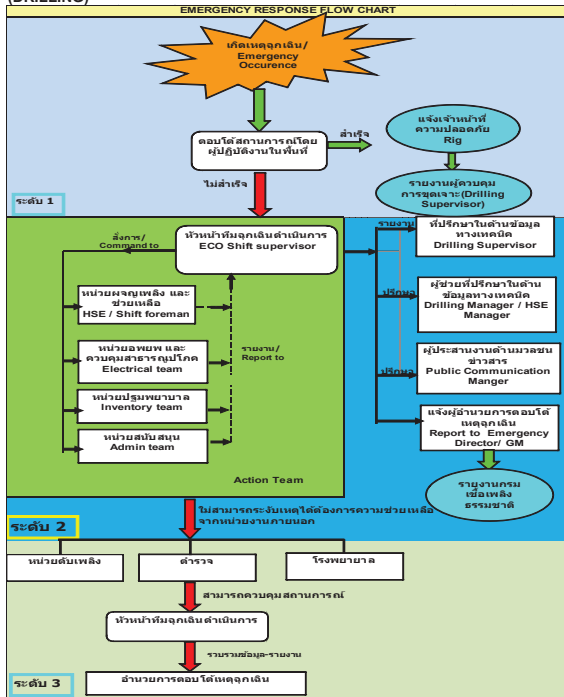 (DRILLING)
EMERGENCY RESPONSE FLOW CHART
เกิดเหตุฉุกเฉิน/
Emergency
Occurence
ตอบโต้สถานการณ์โดย
ผู้ปฏิบัติงานในพื้นที่
สำเร็จ
แจ้งเจ้าหน้าที่
ความปลอดภัย
Rig
ไม่สำเร็จ
รายงานผู้ควบคุม
การขุดเจาะ(Drilling
Supervisor)
ระดับ 1
สั่งการ/
Command to
หัวหน้าทีมฉุกเฉินดำเนินการ
ECO Shift supervisor
รายงาน
ที่ปรึกษาในด้านข้อมูล
ทางเทคนิค
Drilling Supervisor
หน่วยผจญเพลิง และ
ช่วยเหลือ
HSE / Shift foreman
ปรึกษา
ผู้ช่วยที่ปรึกษาในด้าน
ข้อมูลทางเทคนิค
Drilling Manager / HSE
Manager
หน่วยอพยพ และ
ควบคุมสาธารณูปโภค
Electrical team
รายงาน/
Report to
ปรึกษา
ผู้ประสานงานด้านมวลชน
ข่าวสาร
Public Communication
Manger
หน่วยปฐมพยาบาล
Inventory team
หน่วยสนับสนุน
Admin team
แจ้งผู้อำนวยการตอบโต้
เหตุฉุกเฉิน
Report to Emergency
Director/ GM
Action Team
รายงานกรม
เชื้อเพลิง
ธรรมชาติ
ไม่สามารถระงับเหตุได้ต้องการความช่วยเหลือ
จากหน่วยงานภายนอก
ระดับ 2
หน่วยดับเพลิง
ตำรวจ
โรงพยาบาล
สามารถควบคุมสถานการณ์
หัวหน้าทีมฉุกเฉินดำเนินการ
รวบรวมข้อมูล-รายงาน
ระดับ 3
อำนวยการตอบโต้เหตุฉุกเฉิน